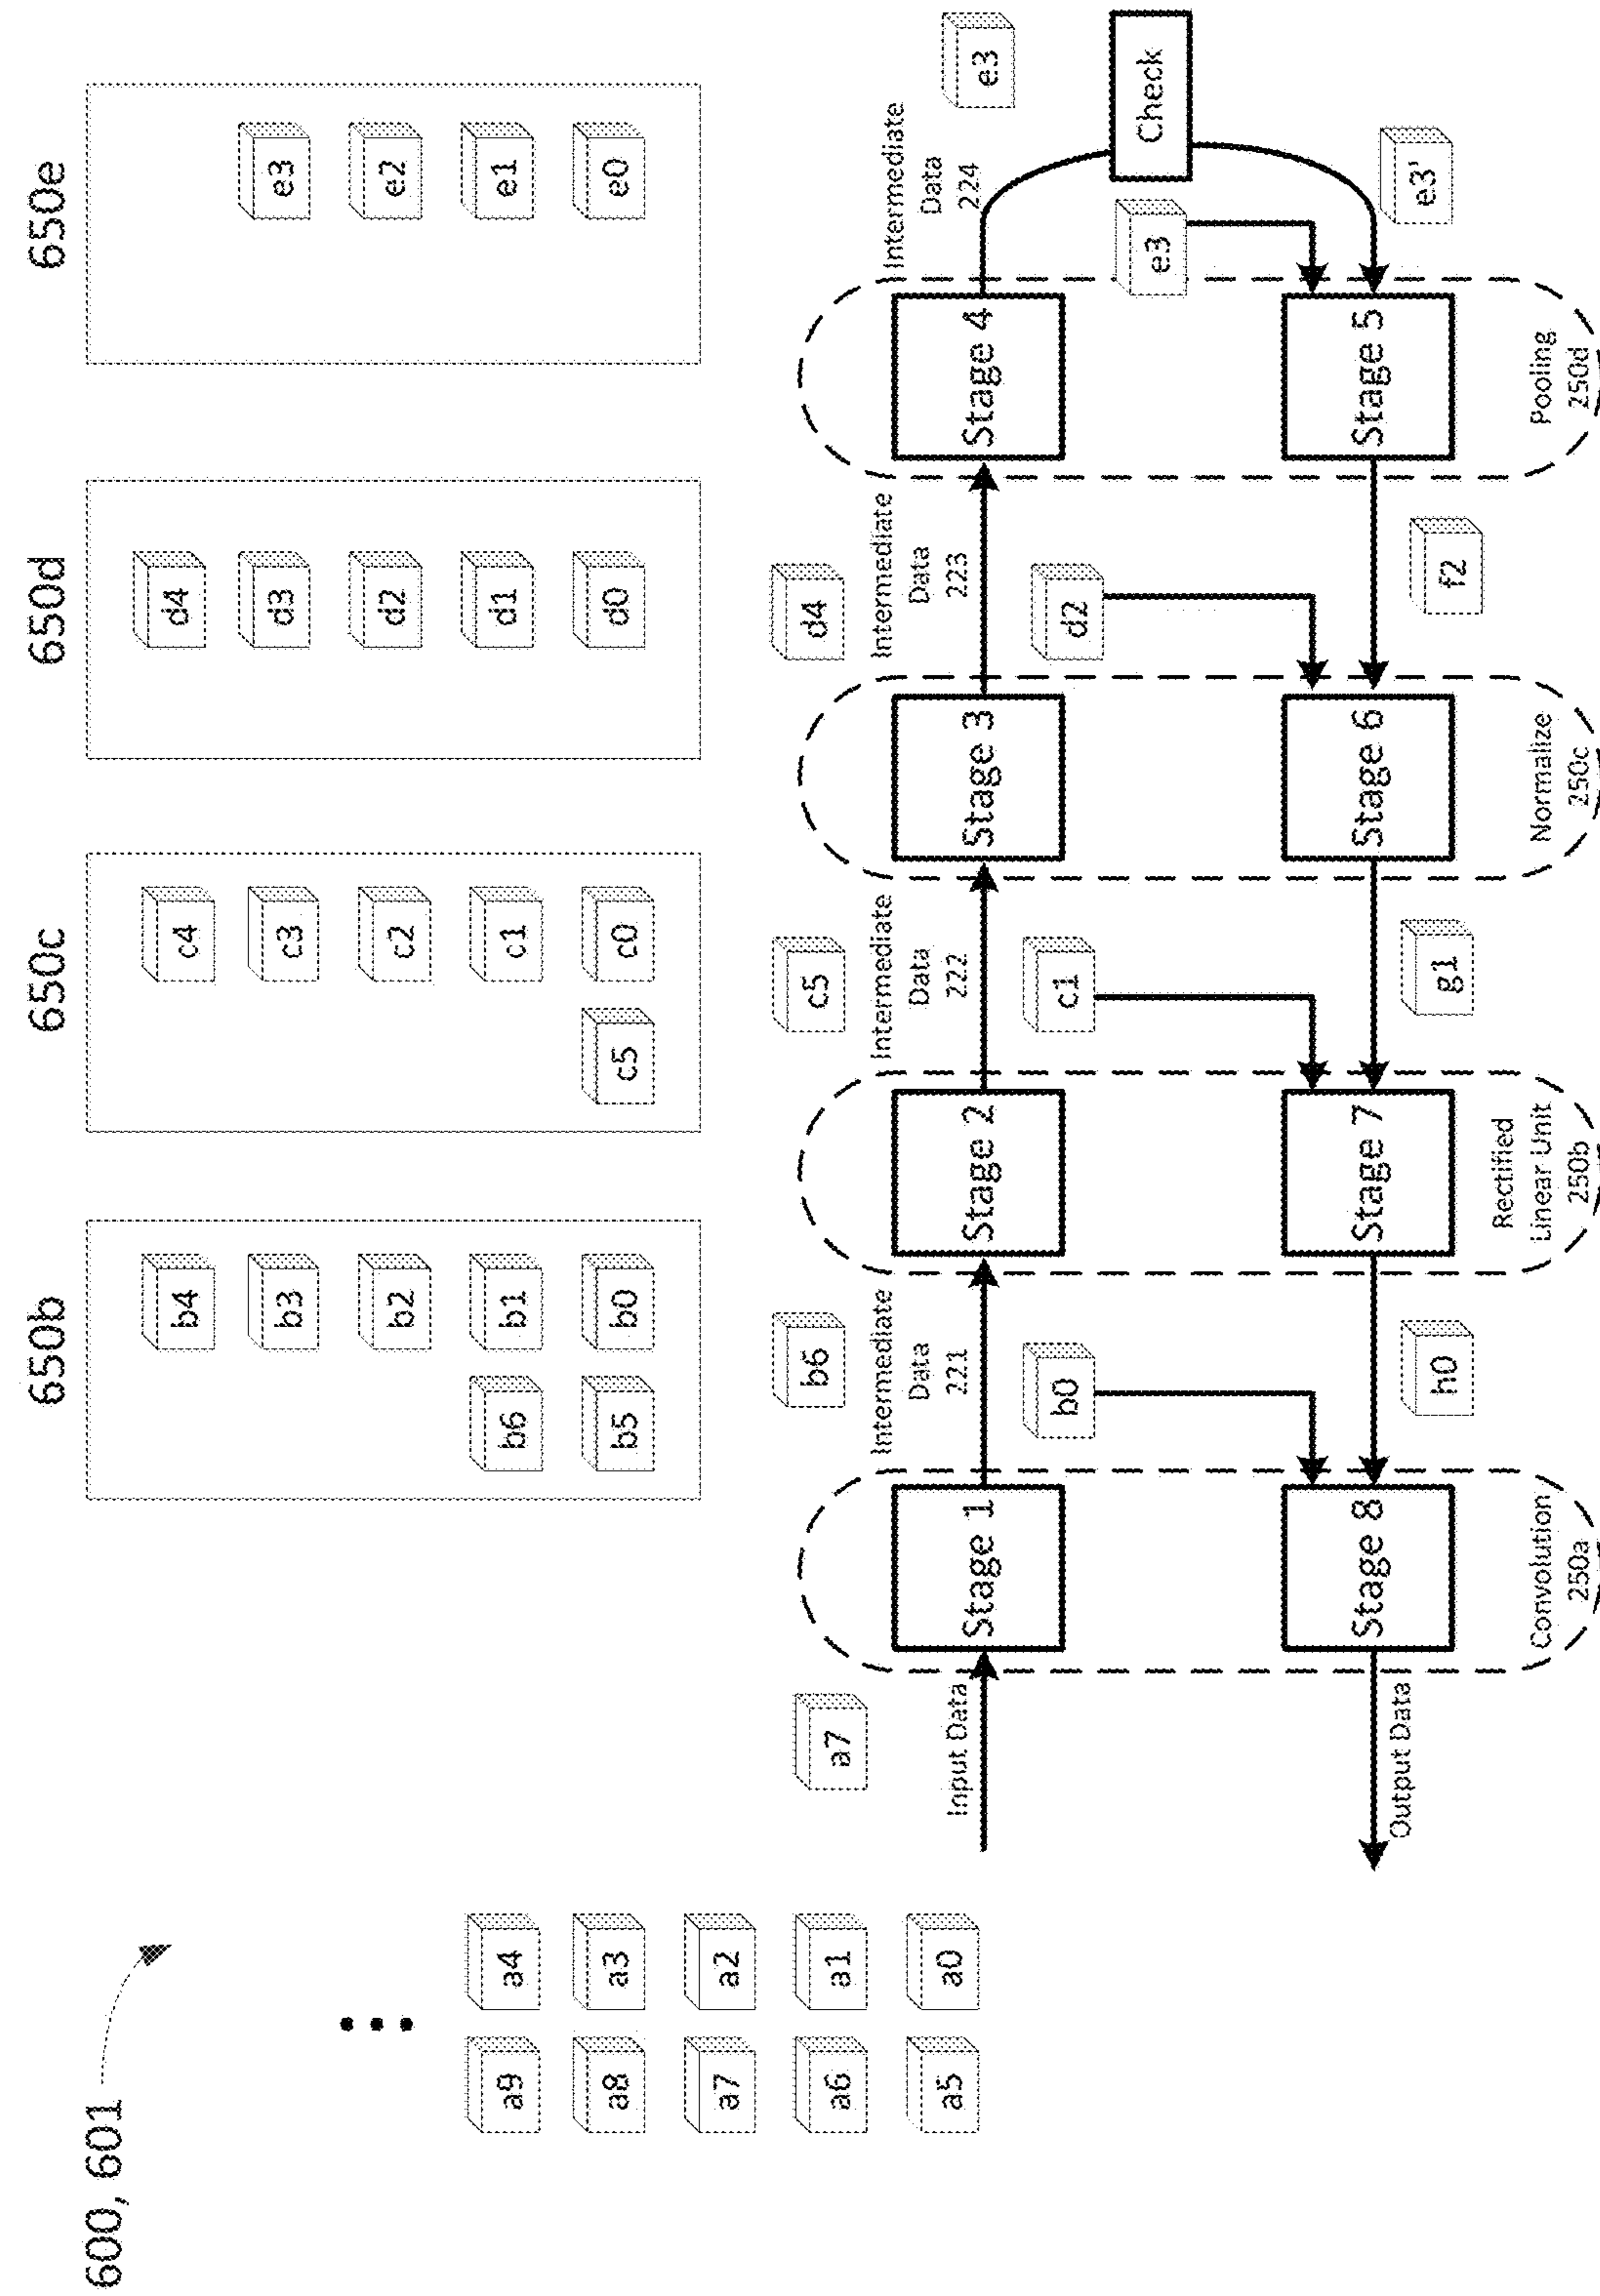 600, 601
650b
650c
650d
650e
b4
c4
d4
b3
c3
d3
e3
b2
c2
d2
e2
b6
b1
c1
d1
e1
b5
b0
c5
c0
d0
e0
a9
a4
a8
a3
a7
a2
a6
a1
a5
a0
a7
b6
c5
d4
e3
Input Data
Intermediate
Data
221
Intermediate
Data
222
Intermediate
Data
223
Intermediate
Data
224
Stage 1
Stage 2
Stage 3
Stage 4
b0
c1
d2
e3
Check
Output Data
Stage 8
Stage 7
Stage 6
Stage 5
h0
g1
f2
e3'
Convolution
250a
Rectified
Linear Unit
250b
Normalize
250c
Pooling
250d